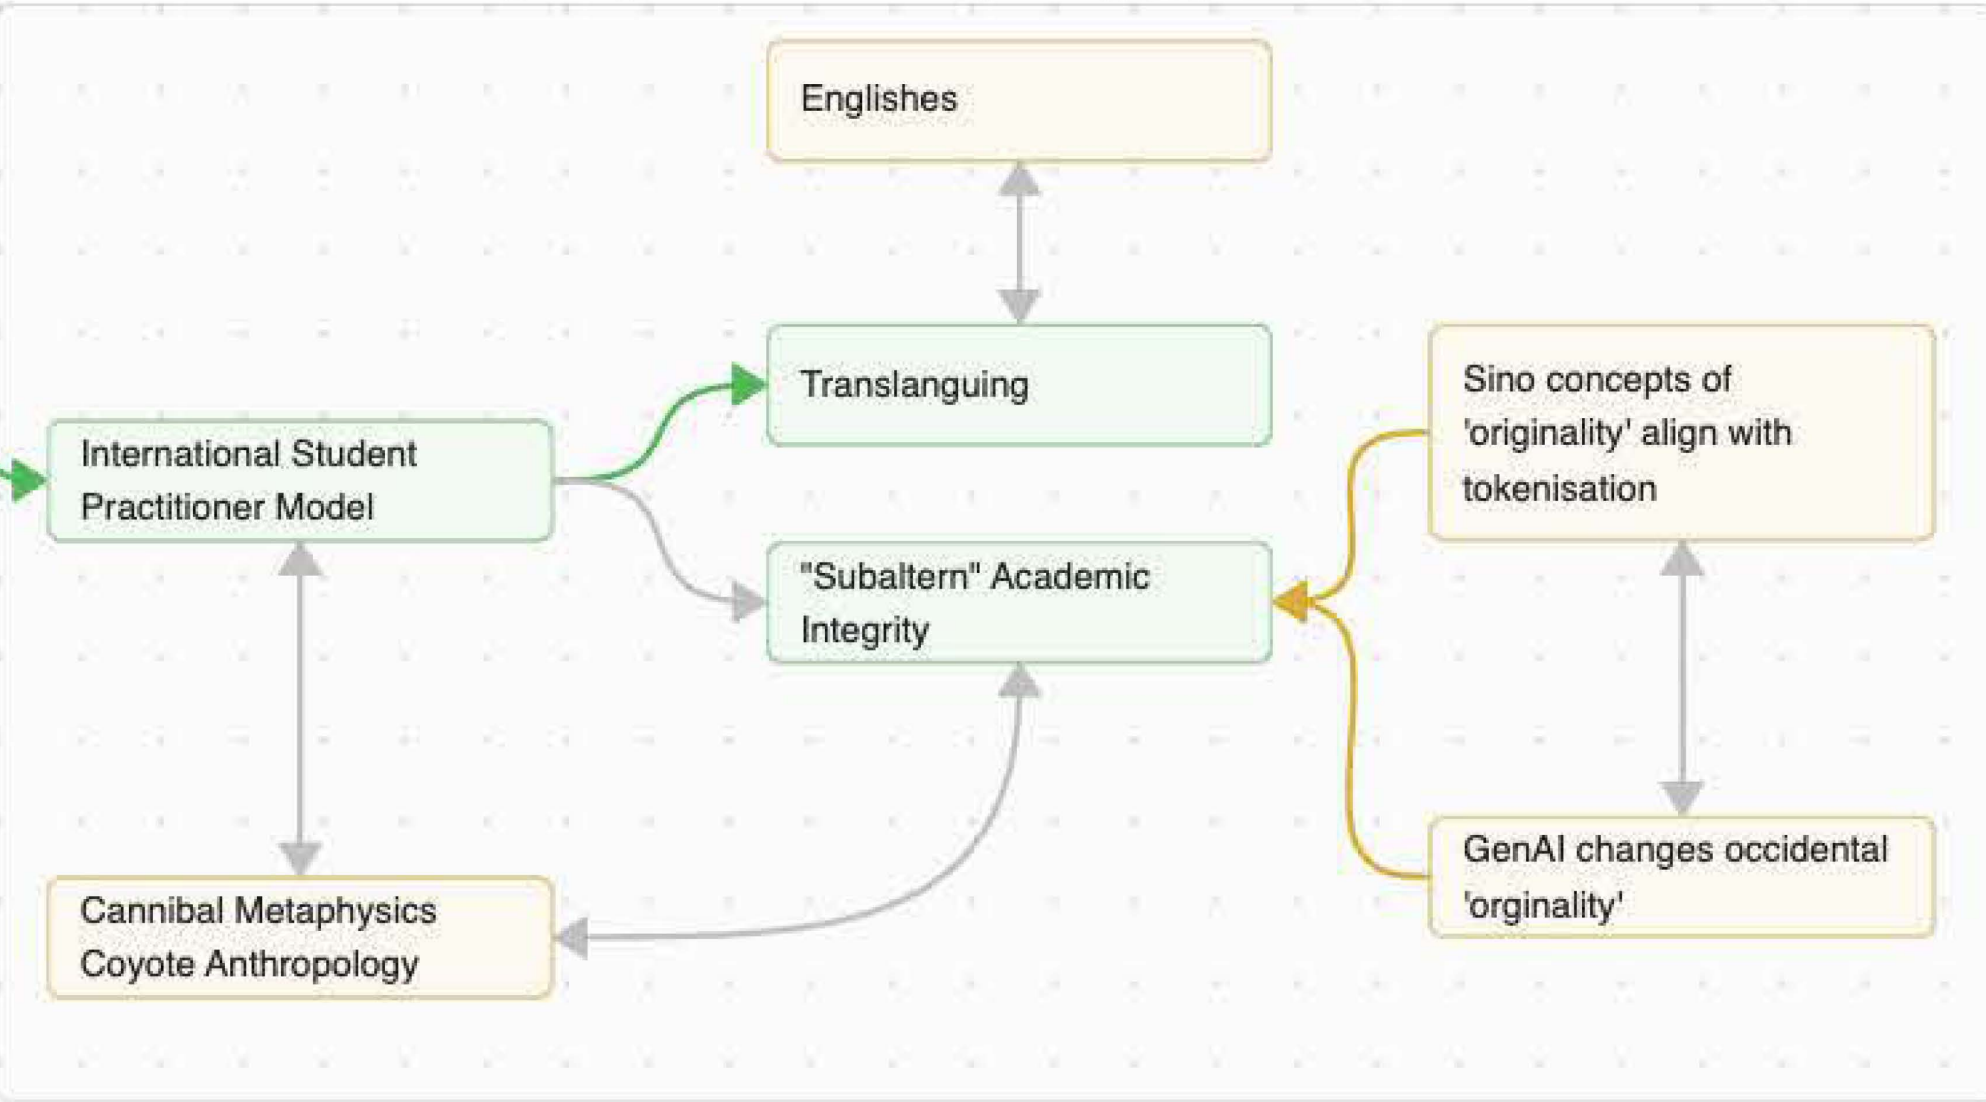 Englishes
Translanguing
Sino concepts of
'originality' align with
tokenisation
International Student
Practitioner Model
"Subaltern" Academic
Integrity
GenAI changes occidental
'orginality'
Cannibal Metaphysics
Coyote Anthropology